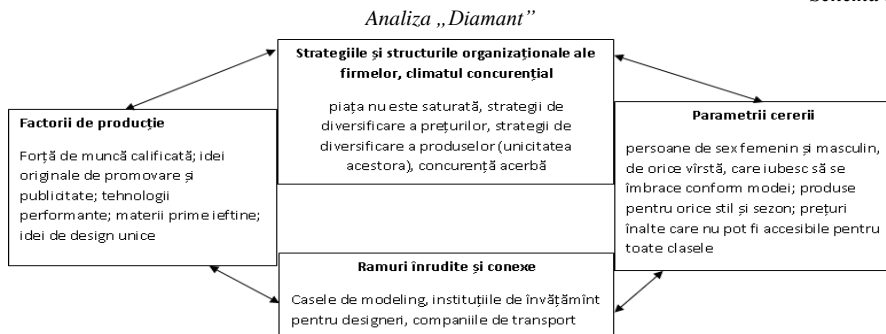 Analiza „Diamant”
Strategiile și structurile organizaționale ale
firmelor, climatul concurențial
piața nu este saturată, strategii de
diversificare a prețurilor, strategii de
diversificare a produselor (unicitatea
acestora), concurență acerbă
Factorii de producție
Forță de muncă calificată; idei
originale de promovare și
publicitate; tehnologii
performante; materii prime ieftine;
idei de design unice
Parametrii cererii
persoane de sex feminin și masculin,
de orice vîrstă, care iubesc să se
îmbrace conform modei; produse
pentru orice stil și sezon; prețuri
înalte care nu pot fi accesibile pentru
toate clasele
Ramuri înrudite și conexe
Casele de modeling, instituțiile de învățămînt
pentru designeri, companiile de transport